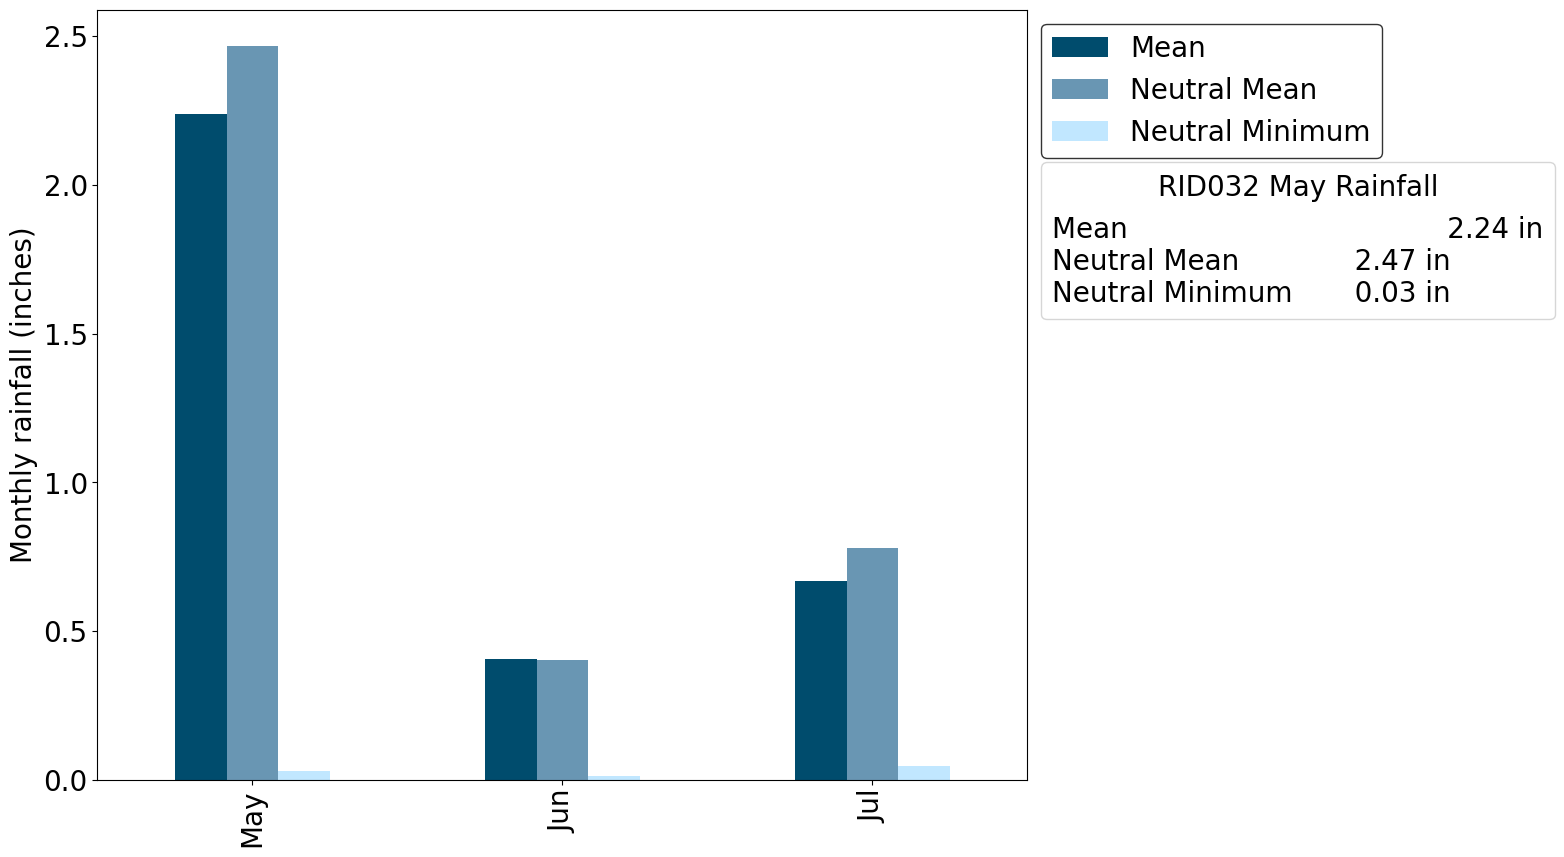 Monthly rainfall (inches)
2.5
2.0
1.5
1.0
0.5
0.0
May
Jun
Jul
Mean
Neutral Mean
Neutral Minimum
RID032 May Rainfall
Mean 2.24 in
Neutral Mean 2.47 in
Neutral Minimum 0.03 in